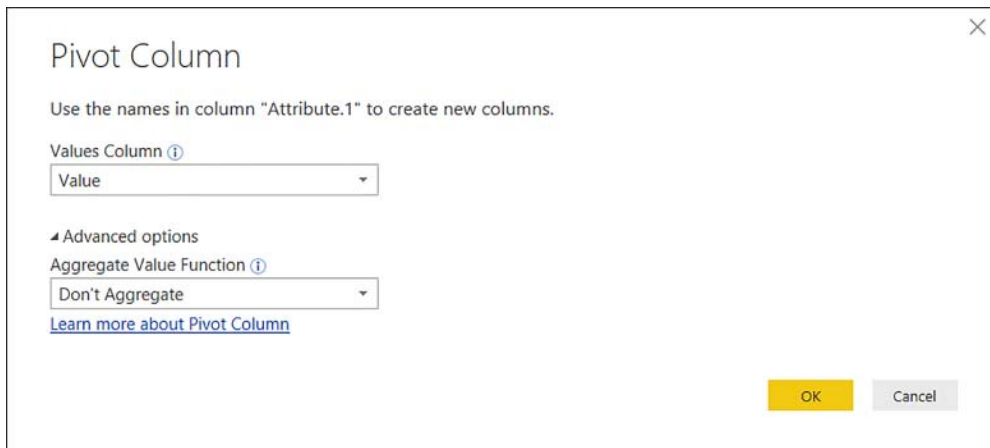 Pivot Column
Use the names in column "Attribute.1" to create new columns.
Values Column
Value
Advanced options
Aggregate Value Function
Don't Aggregate
Learn more about Pivot Column
OK
Cancel